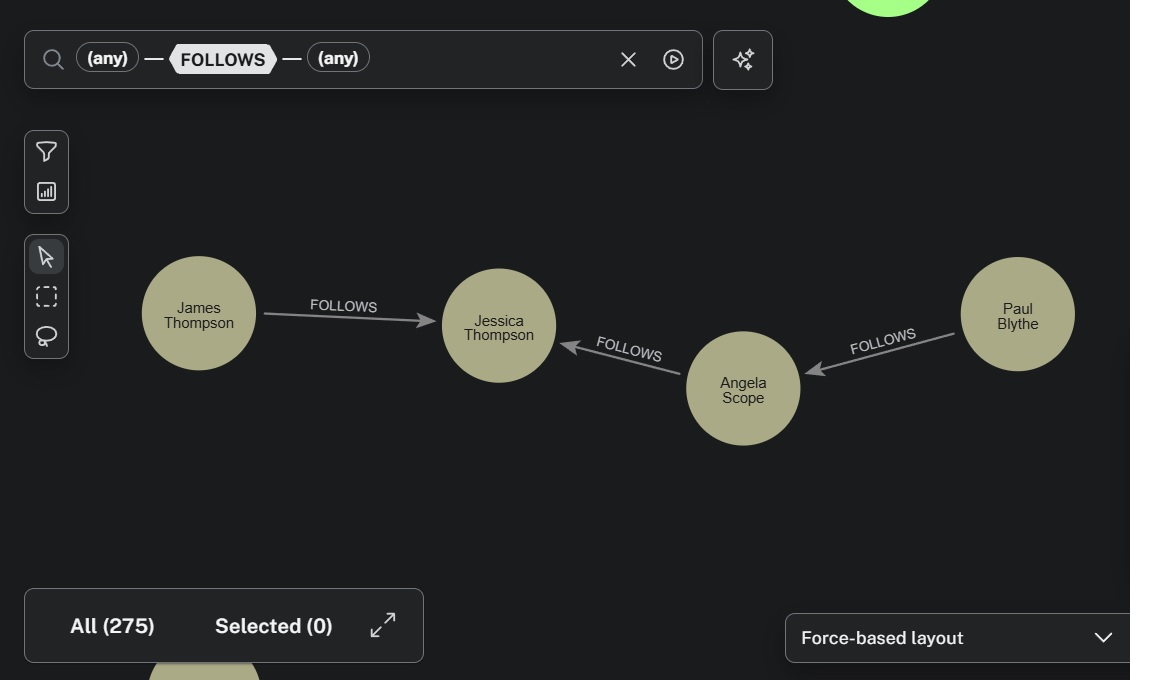 (any) — FOLLOWS — (any)
James
Thompson
FOLLOWS
Jessica
Thompson
FOLLOWS
Angela
Scope
FOLLOWS
Paul
Blythe
All (275) Selected (0)
Force-based layout